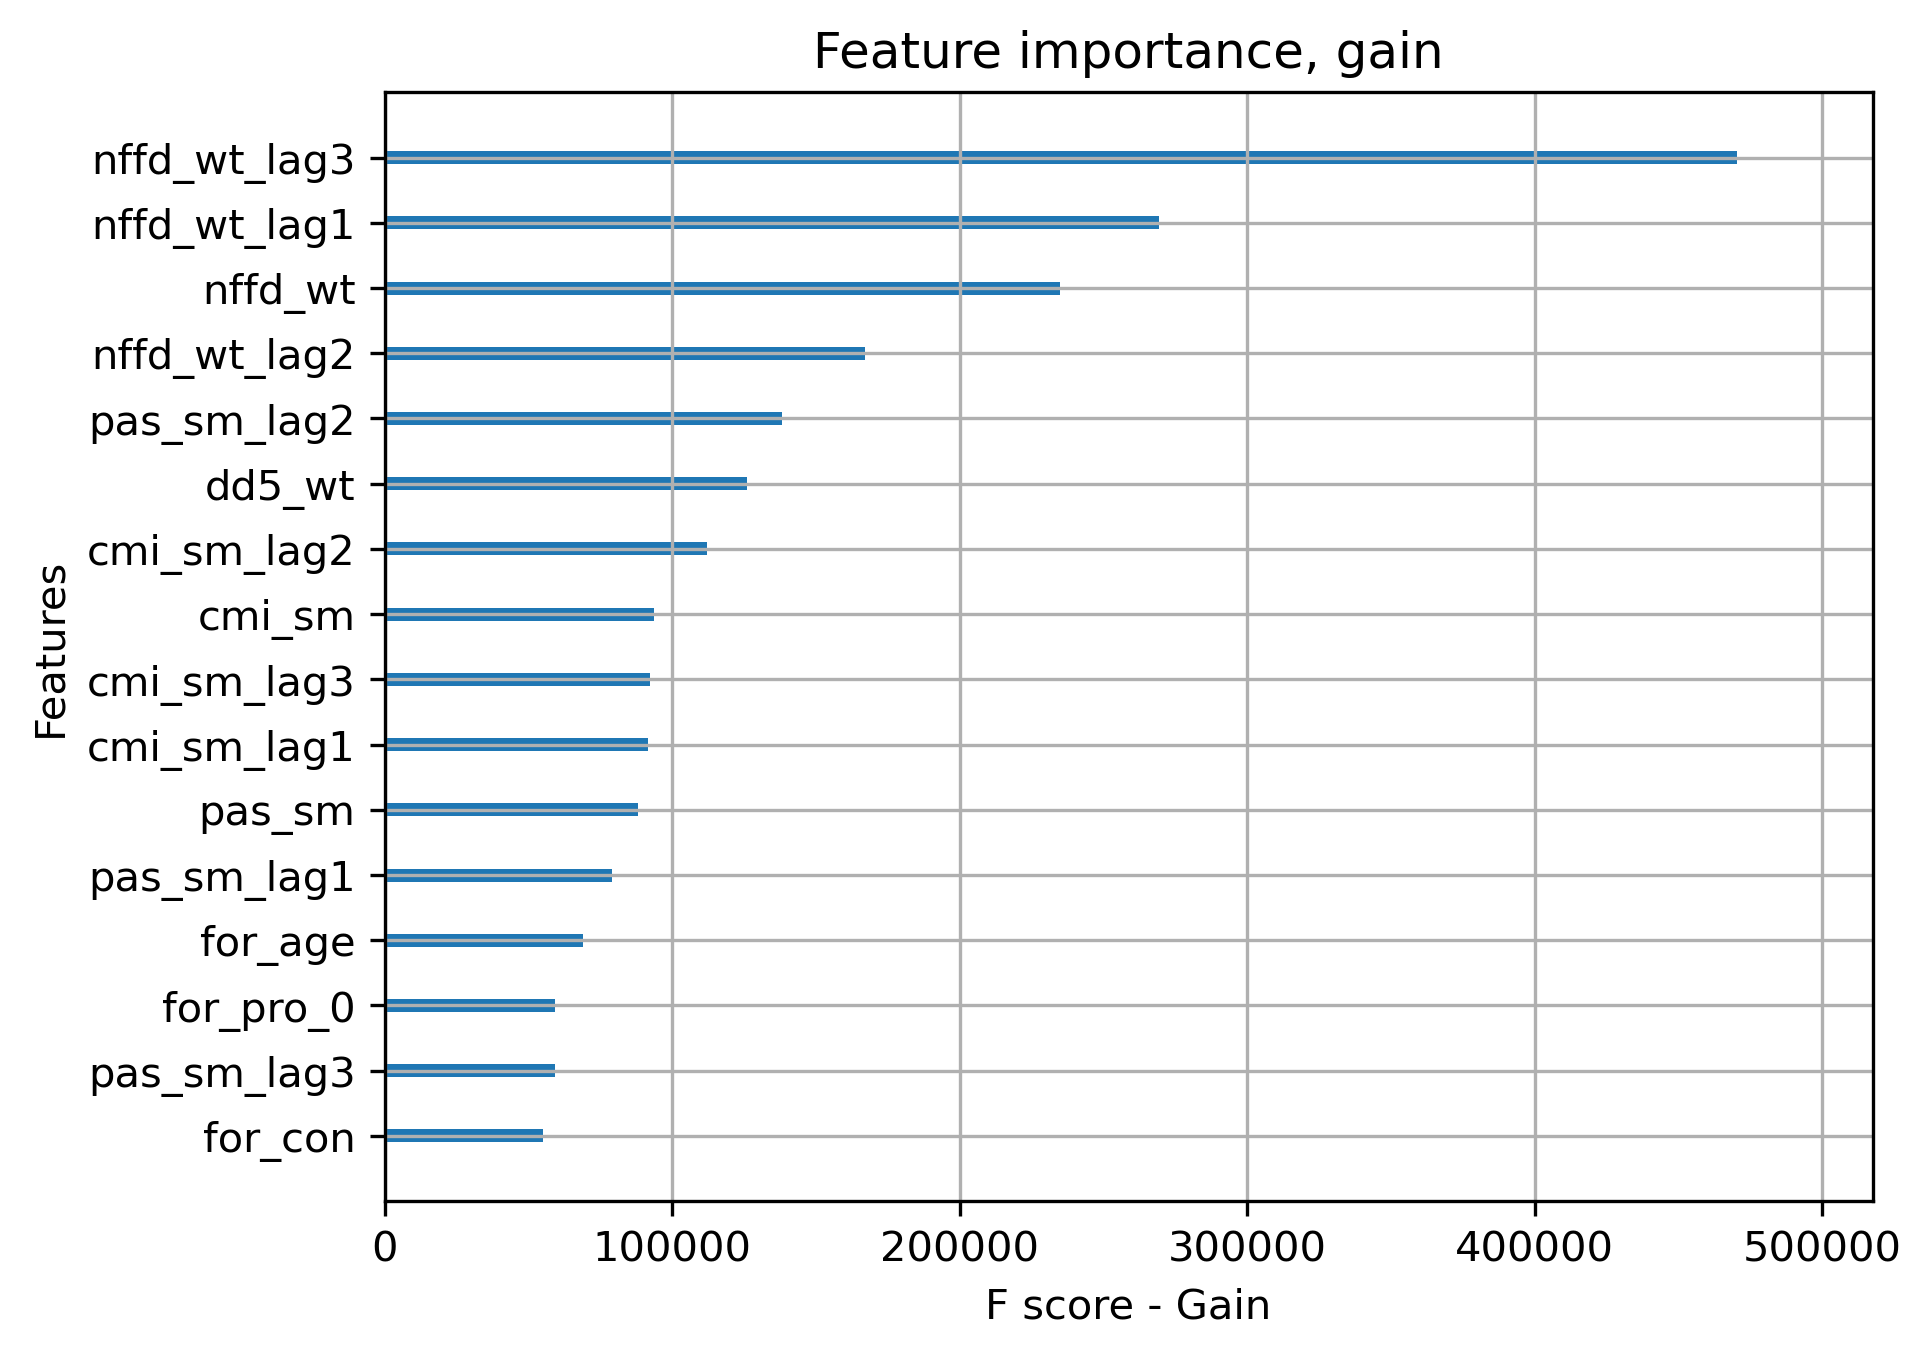 Feature importance, gain
nffd_wt_lag3
nffd_wt_lag1
nffd_wt
nffd_wt_lag2
pas_sm_lag2
dd5_wt
cmi_sm_lag2
cmi_sm
cmi_sm_lag3
cmi_sm_lag1
pas_sm
pas_sm_lag1
for_age
for_pro_0
pas_sm_lag3
for_con
Features
0 100000 200000 300000 400000 500000
F score - Gain